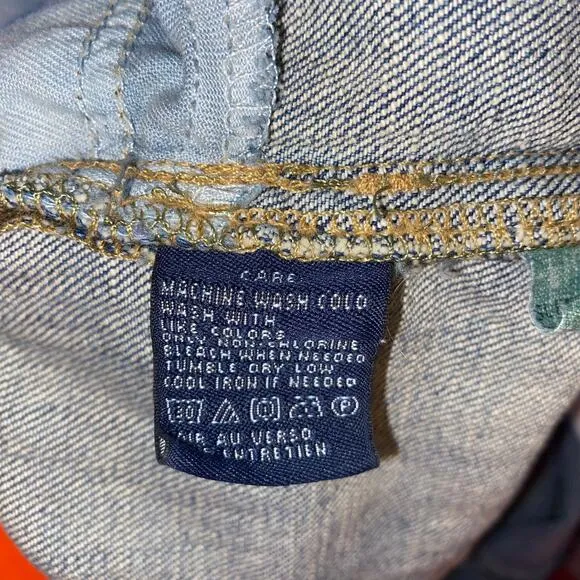 CARE
MACHINE WASH COLD
WASH WITH
LIKE COLORS
ONLY NON-CHLORINE
BLEACH WHEN NEEDED
TUMBLE DRY LOW
COOL IRON IF NEEDED
30 P
AU VERSO
ENTRETIEN